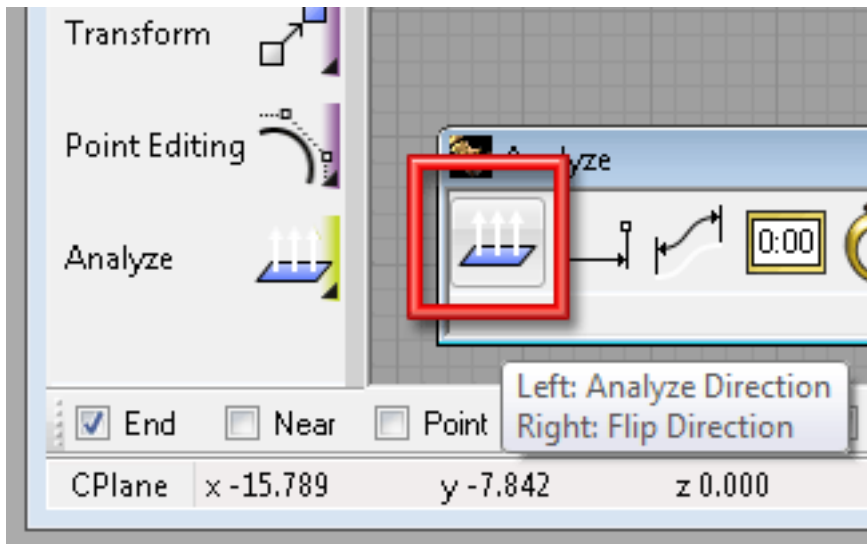 Transform
Point Editing
Analyze
Analyze
0:00
Left: Analyze Direction
Right: Flip Direction
End Near Point
CPlane x -15.789 y -7.842 z 0.000